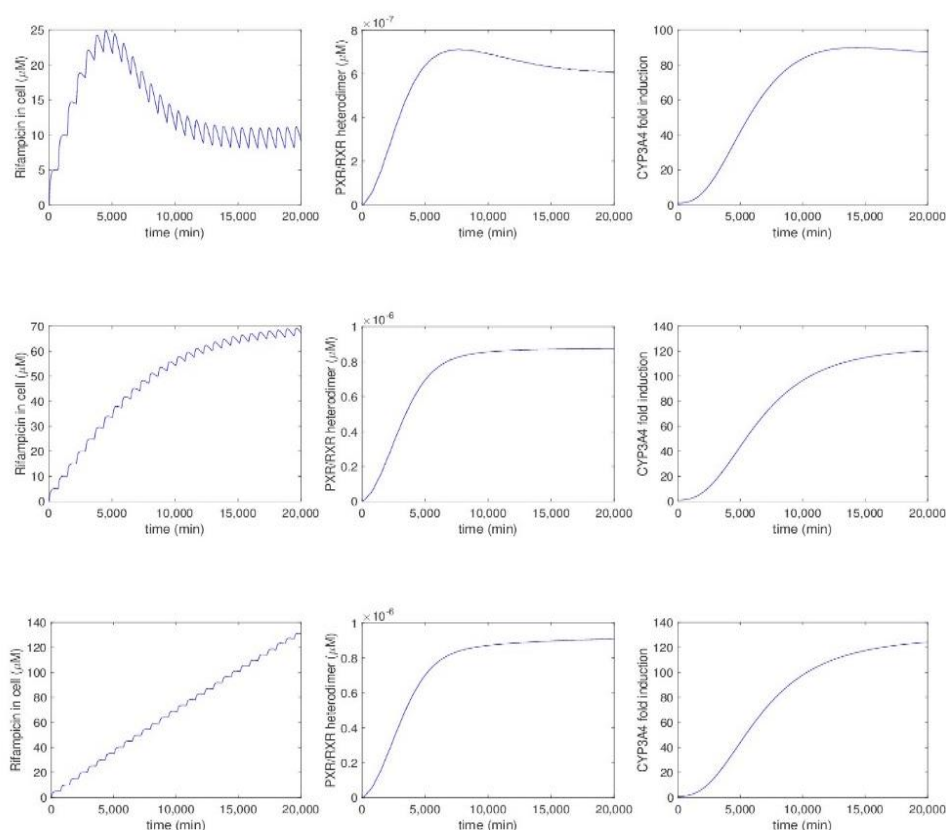 25
20
15
10
5
0
Rifampicin in cell (μM)
0 5,000 10,000 15,000 20,000
time (min)
× 10⁻⁷
8
6
4
2
0
PXR/RXR heterodimer (μM)
0 5,000 10,000 15,000 20,000
time (min)
100
80
60
40
20
0
CYP3A4 fold induction
0 5,000 10,000 15,000 20,000
time (min)
70
60
50
40
30
20
10
0
Rifampicin in cell (μM)
0 5,000 10,000 15,000 20,000
time (min)
× 10⁻⁶
1
0.8
0.6
0.4
0.2
0
PXR/RXR heterodimer (μM)
0 5,000 10,000 15,000 20,000
time (min)
140
120
100
80
60
40
20
0
CYP3A4 fold induction
0 5,000 10,000 15,000 20,000
time (min)
140
120
100
80
60
40
20
0
Rifampicin in cell (μM)
0 5,000 10,000 15,000 20,000
time (min)
× 10⁻⁶
1
0.8
0.6
0.4
0.2
0
PXR/RXR heterodimer (μM)
0 5,000 10,000 15,000 20,000
time (min)
140
120
100
80
60
40
20
0
CYP3A4 fold induction
0 5,000 10,000 15,000 20,000
time (min)